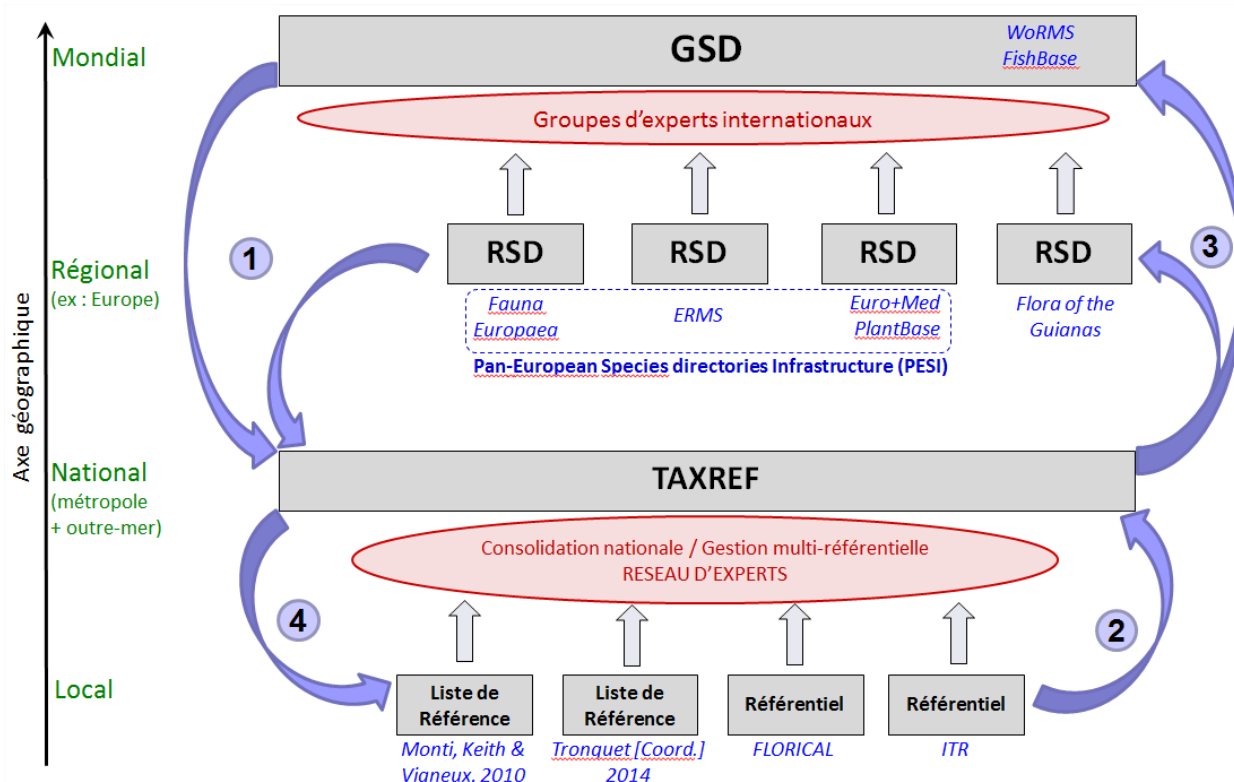 Axe géographique
Mondial
GSD
WoRMS
FishBase
Groupes d'experts internaux
1
3
Régional
(ex : Europe)
RSD
RSD
RSD
RSD
Fauna
Europaea
ERMS
Euro+Med
PlantBase
Flora of the
Guianas
Pan-European Species directories Infrastructure (PESI)
National
(métropole
+ outre-mer)
TAXREF
Consolidation nationale / Gestion multi-référentielle
RESEAU D'EXPERTS
4
2
Local
Liste de
Référence
Liste de
Référence
Référentiel
Référentiel
Monti, Keith &
Vigneux, 2010
Tronquet [Coord.]
2014
FLORICAL
ITR